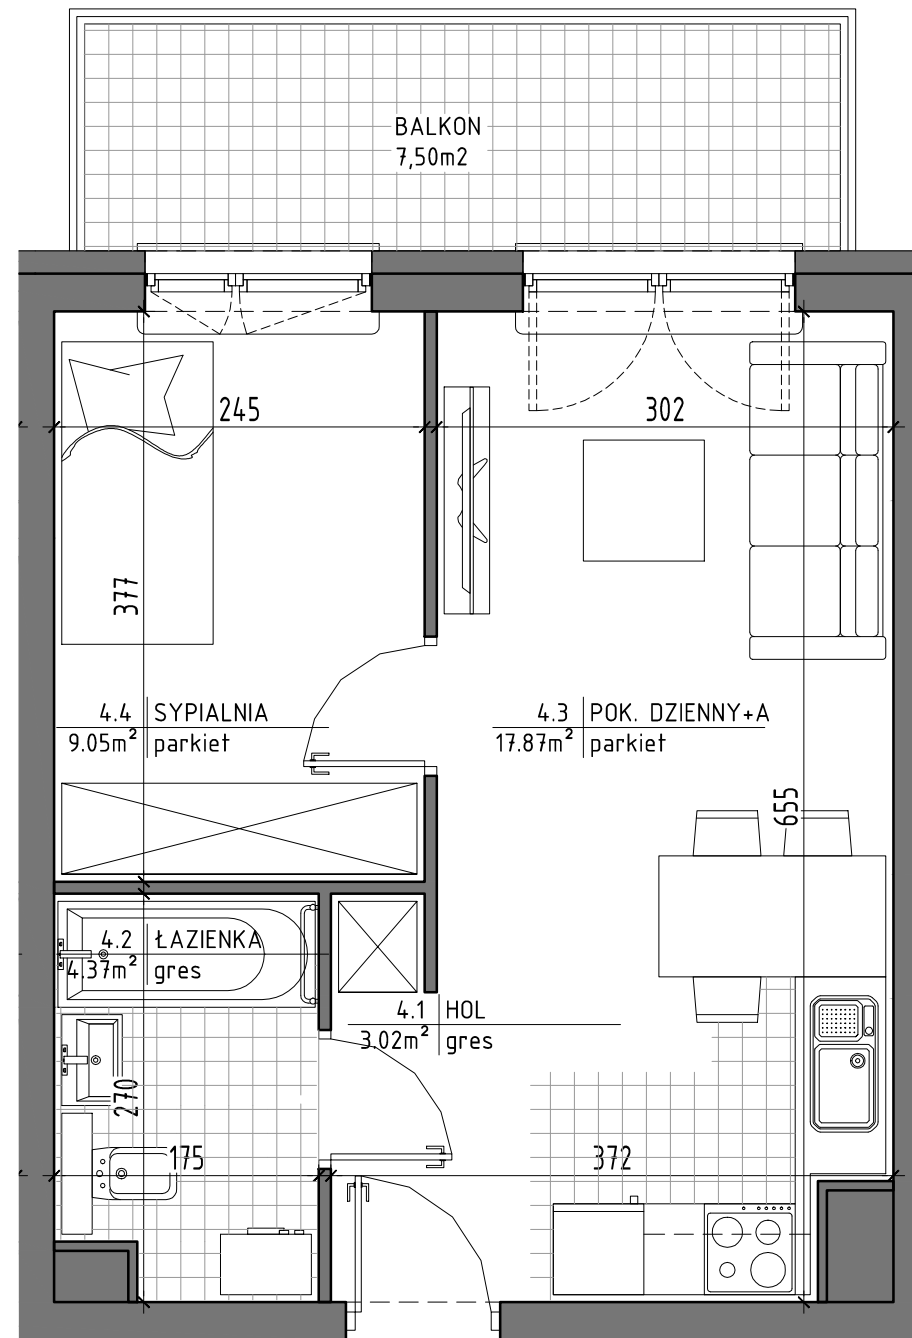 BALKON
7,50m2
245
302
377
4.4 SYPIALNIA
9.05m² parkiet
4.3 POK. DZIENNY+A
17.87m² parkiet
655
4.2 ŁAZIENKA
4.37m² gres
4.1 HOL
3.02m² gres
270
175
372